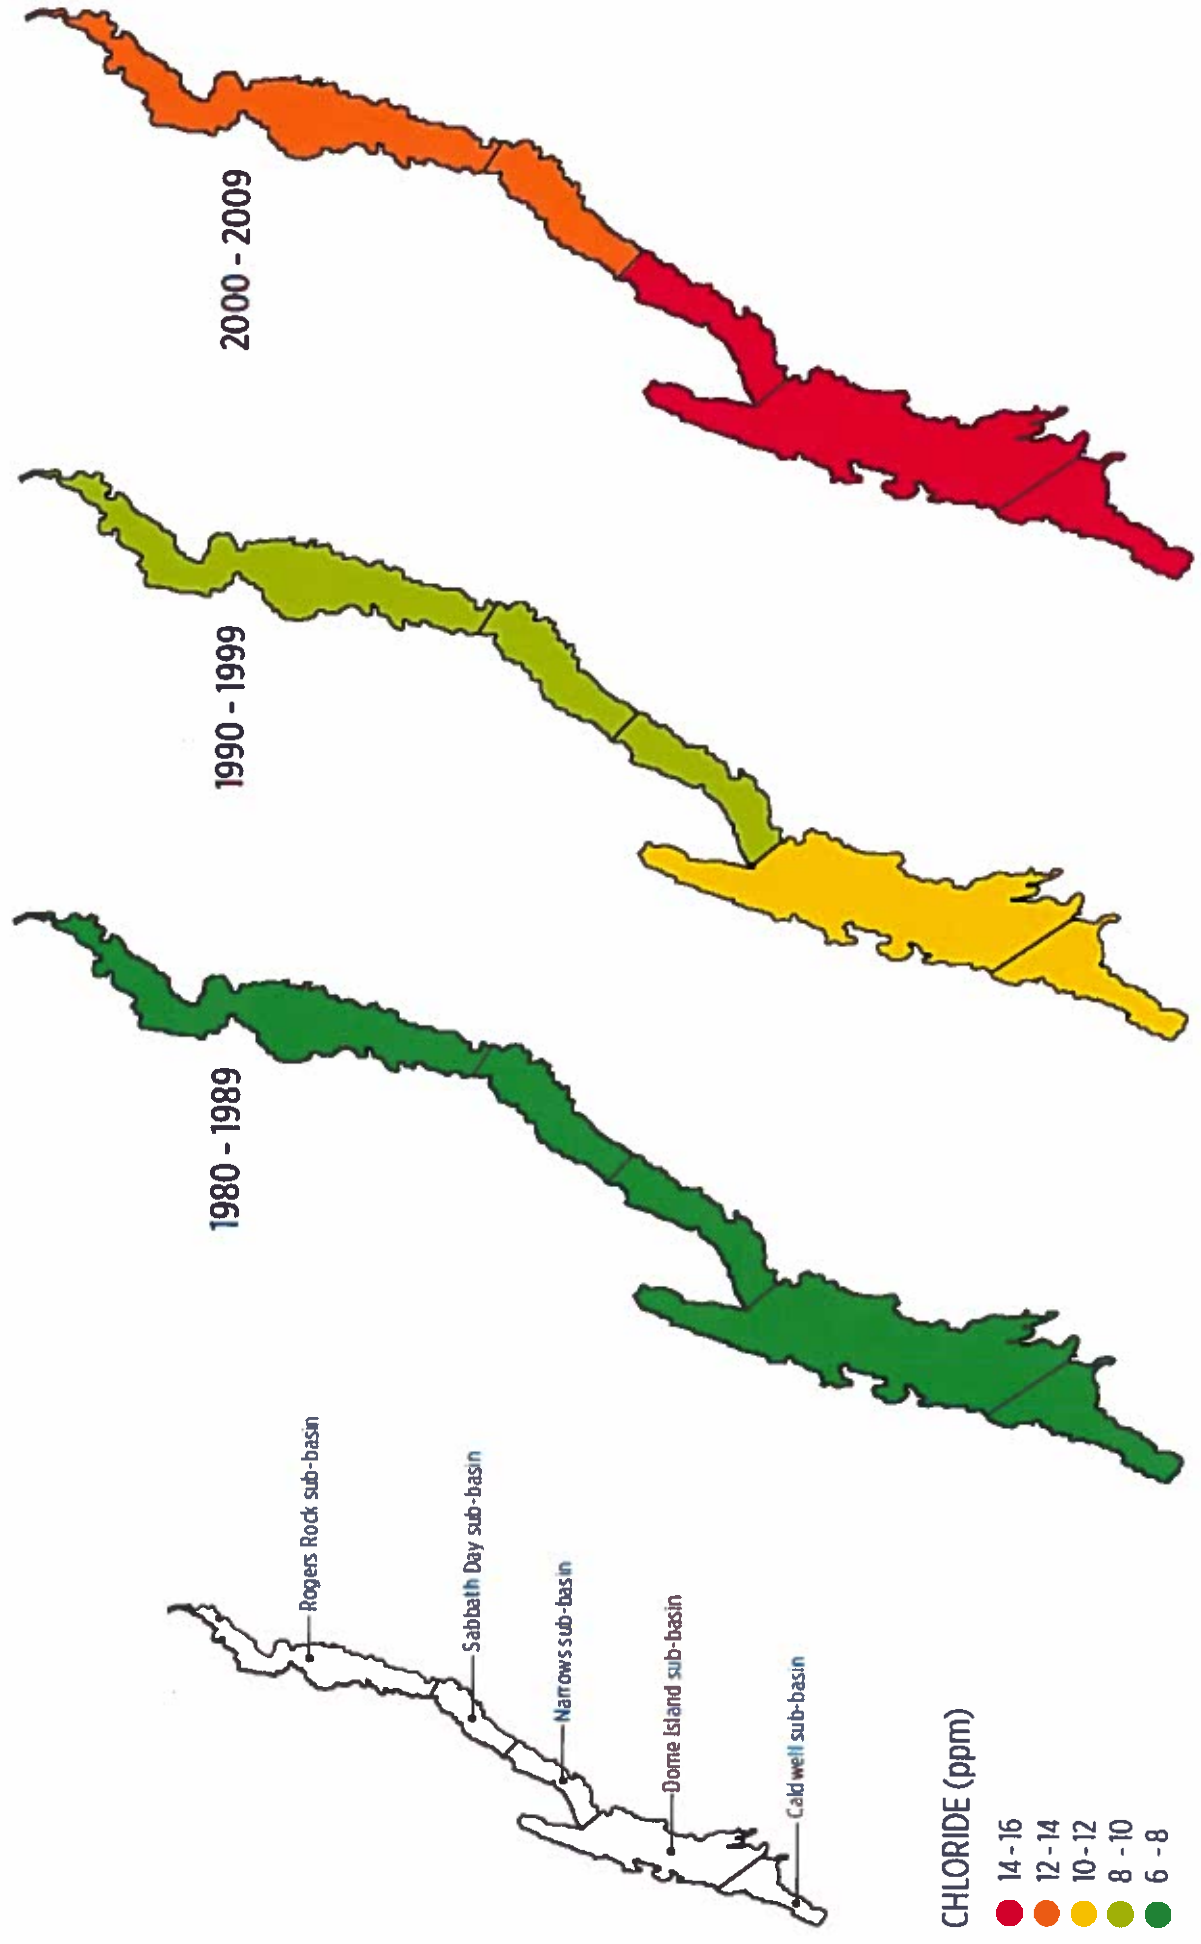 1980 - 1989
1990 - 1999
2000 - 2009
Rogers Rock sub-basin
Sabbath Day sub-basin
Narrows sub-basin
Dome Island sub-basin
Caldwell sub-basin
CHLORIDE (ppm)
14 - 16
12 - 14
10 - 12
8 - 10
6 - 8